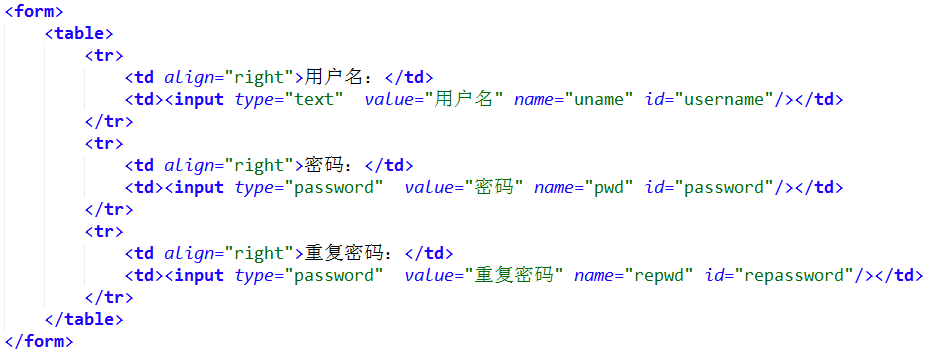 <form>
<table>
<tr>
<td align="right">用户名：</td>
<td><input type="text"  value="用户名" name="uname" id="username"/></td>
</tr>
<tr>
<td align="right">密码：</td>
<td><input type="password"  value="密码" name="pwd" id="password"/></td>
</tr>
<tr>
<td align="right">重复密码：</td>
<td><input type="password"  value="重复密码" name="repwd" id="repassword"/></td>
</tr>
</table>
</form>